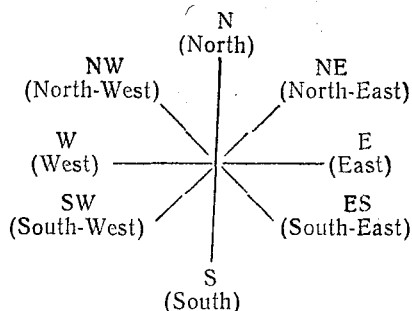 N
(North)
NW
(North-West)
NE
(North-East)
W
(West)
E
(East)
SW
(South-West)
ES
(South-East)
S
(South)